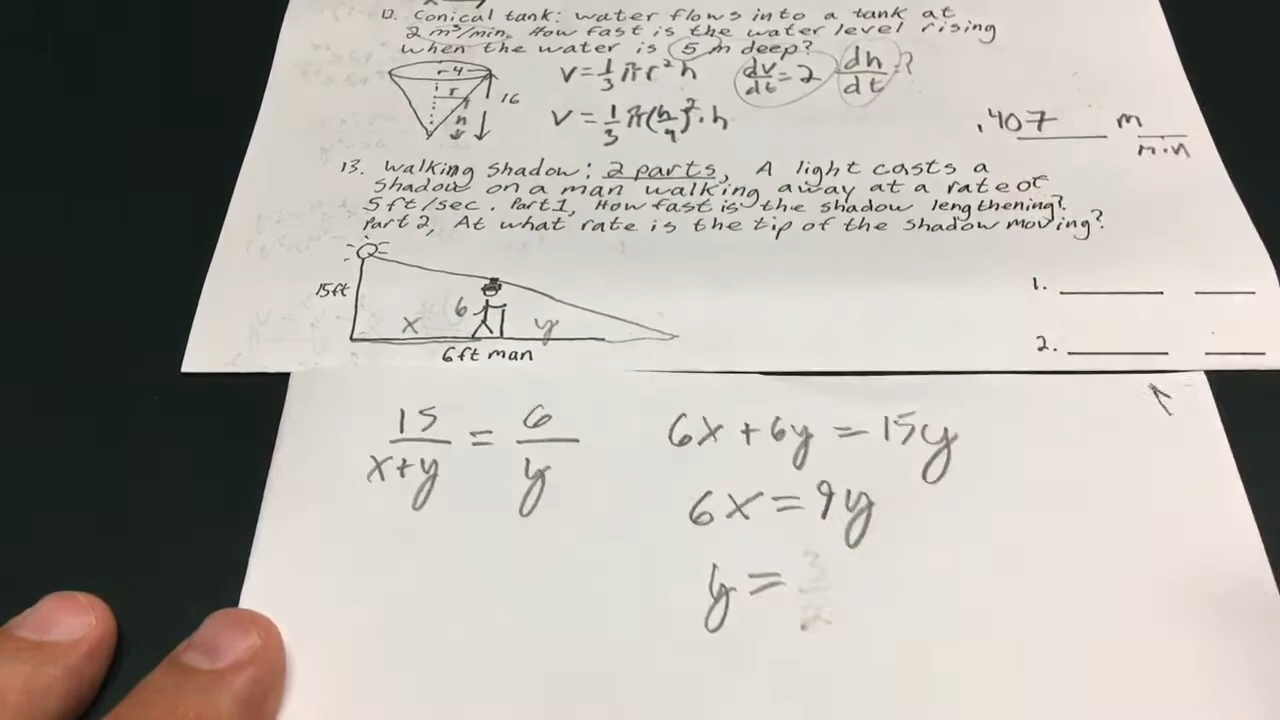 12. Conical tank: water flows into a tank at
2 m³/min. How fast is the water level rising
when the water is 5 m deep?
r=4
r
h
16
V = 1/3 πr²h
dv/dt = 2
dh/dt = ?
V = 1/3 π(h/4)²·h
.407 m/min
13. Walking shadow: 2 parts, A light casts a
shadow on a man walking away at a rate of
5ft/sec. Part 1, How fast is the shadow lengthening?
Part 2, At what rate is the tip of the shadow moving?
15ft
x
6
y
6ft man
1.
2.
15/x+y = 6/y
6x + 6y = 15y
6x = 9y
y =